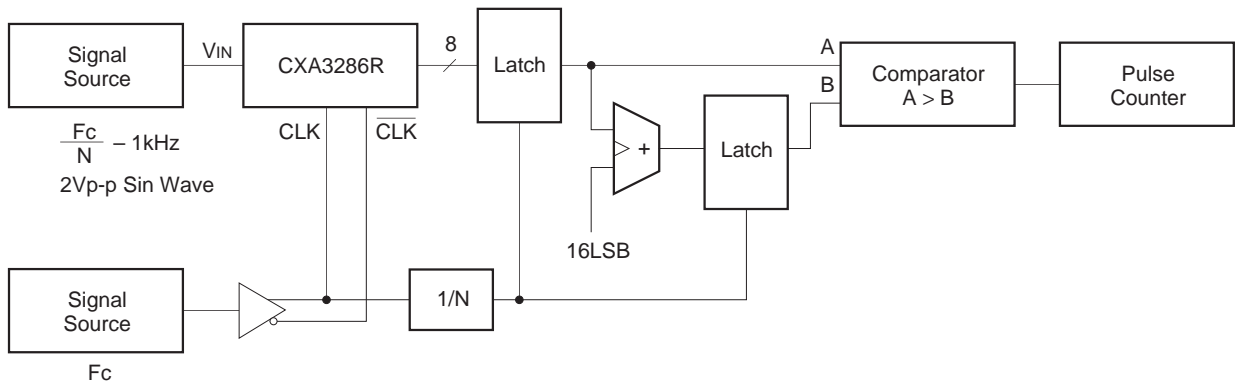 Signal
Source
VIN
CXA3286R
8
Latch
A
B
Comparator
A > B
Pulse
Counter
Fc
N
– 1kHz
2Vp-p Sin Wave
CLK
CLK
+
Latch
16LSB
Signal
Source
1/N
Fc